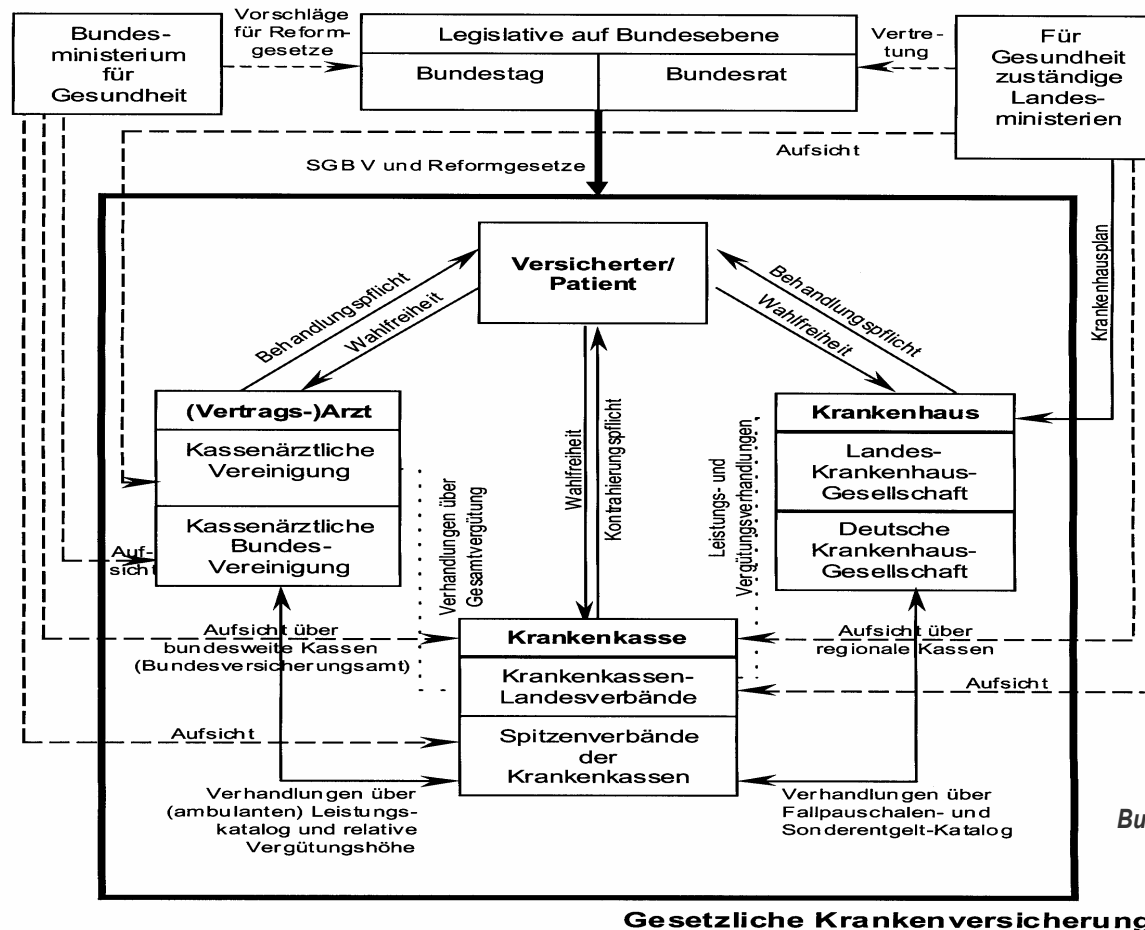 Bundes-
ministerium
für
Gesundheit
Vorschläge
für Reform-
gesetze
Legislative auf Bundesebene
Bundestag
Bundesrat
Vertre-
tung
Für
Gesundheit
zuständige
Landes-
ministerien
Aufsicht
SGB V und Reformgesetze
Krankenhausplan
Versicherter/
Patient
Behandlungspflicht
Wahlfreiheit
Behandlungspflicht
Wahlfreiheit
(Vertrags-)Arzt
Kassenärztliche
Vereinigung
Kassenärztliche
Bundes-
Vereinigung
Auf-
sicht
Verhandlungen über
Gesamtvergütung
Wahlfreiheit
Kontrahierungspflicht
Leistungs- und
Vergütungsverhandlungen
Krankenhaus
Landes-
Krankenhaus-
Gesellschaft
Deutsche
Krankenhaus-
Gesellschaft
Aufsicht über
bundesweite Kassen
(Bundesversicherungsamt)
Krankenkasse
Krankenkassen-
Landesverbände
Spitzenverbände
der
Krankenkassen
Aufsicht über
regionale Kassen
Aufsicht
Aufsicht
Verhandlungen über
(ambulanten) Leistungs-
katalog und relative
Vergütungshöhe
Verhandlungen über
Fallpauschalen- und
Sonderentgelt-Katalog
Bu
Gesetzliche Krankenversicherung